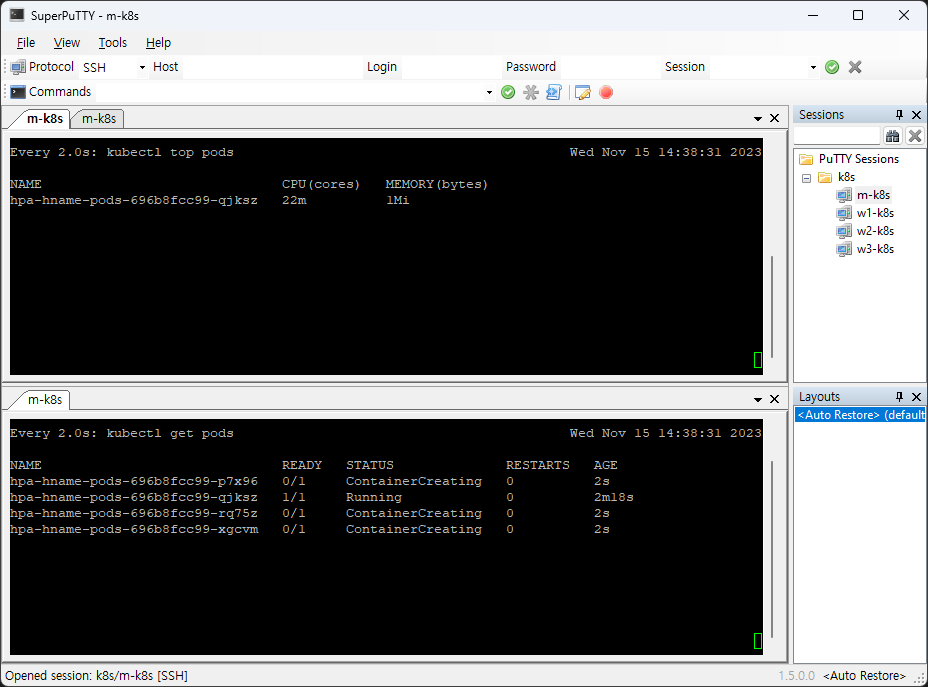 SuperPuTTY - m-k8s
File View Tools Help
Protocol SSH Host Login Password Session
Commands
m-k8s m-k8s
Every 2.0s: kubectl top pods Wed Nov 15 14:38:31 2023
NAME CPU(cores) MEMORY(bytes)
hpa-hname-pods-696b8fcc99-qjksz 22m 1Mi
Sessions
PuTTY Sessions
k8s
m-k8s
w1-k8s
w2-k8s
w3-k8s
m-k8s
Every 2.0s: kubectl get pods Wed Nov 15 14:38:31 2023
NAME READY STATUS RESTARTS AGE
hpa-hname-pods-696b8fcc99-p7x96 0/1 ContainerCreating 0 2s
hpa-hname-pods-696b8fcc99-qjksz 1/1 Running 0 2m18s
hpa-hname-pods-696b8fcc99-rq75z 0/1 ContainerCreating 0 2s
hpa-hname-pods-696b8fcc99-xgcvm 0/1 ContainerCreating 0 2s
Layouts
<Auto Restore> (default
Opened session: k8s/m-k8s [SSH] 1.5.0.0 <Auto Restore>